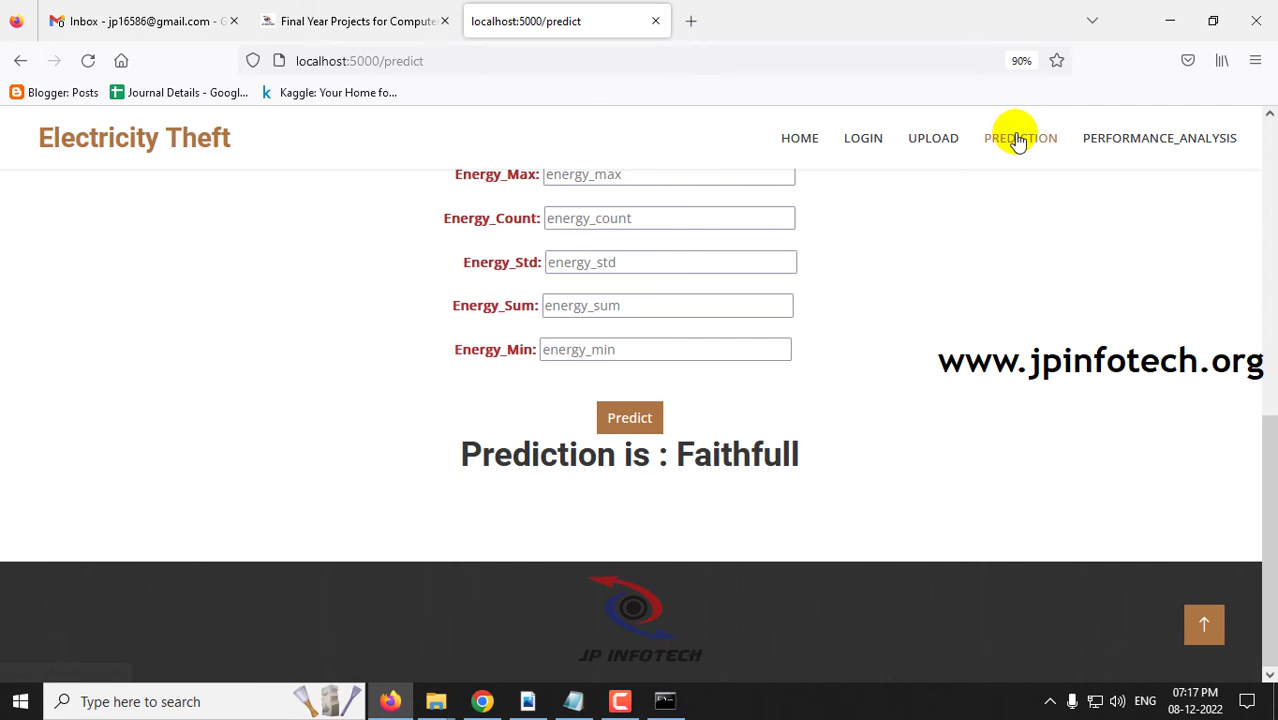 Inbox - jp16586@gmail.com - G
Final Year Projects for Compute
localhost:5000/predict
localhost:5000/predict
90%
Blogger: Posts
Journal Details - Googl...
Kaggle: Your Home fo...
Electricity Theft
HOME
LOGIN
UPLOAD
PREDICTION
PERFORMANCE_ANALYSIS
Energy_Max: energy_max
Energy_Count: energy_count
Energy_Std: energy_std
Energy_Sum: energy_sum
Energy_Min: energy_min
www.jpinfotech.org
Predict
Prediction is : Faithfull
JP INFOTECH
Type here to search
ENG
07:17 PM
08-12-2022